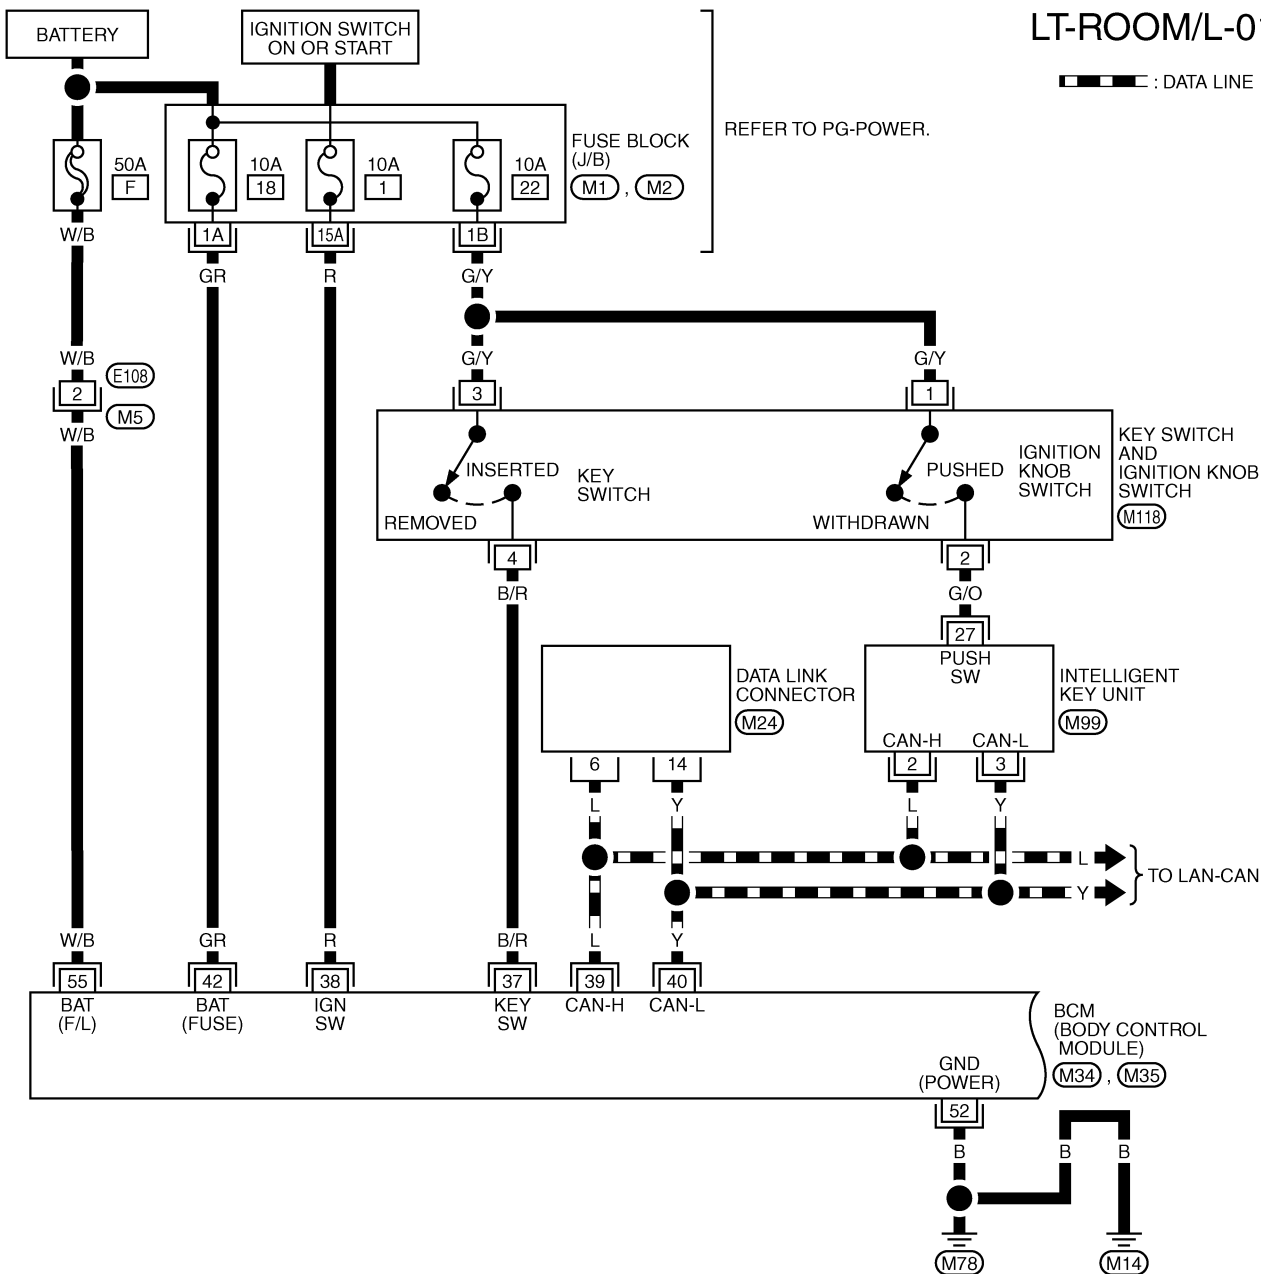 LT-ROOM/L-0
BATTERY
IGNITION SWITCH
ON OR START
: DATA LINE
REFER TO PG-POWER.
50A
F
10A
18
10A
1
10A
22
FUSE BLOCK
(J/B)
M1 , M2
W/B
1A
15A
1B
GR
R
G/Y
W/B
G/Y
G/Y
E108
2
M5
3
1
W/B
INSERTED
REMOVED
KEY
SWITCH
PUSHED
WITHDRAWN
IGNITION
KNOB
SWITCH
KEY SWITCH
AND
IGNITION KNOB
SWITCH
M118
4
2
B/R
G/O
27
PUSH
SW
DATA LINK
CONNECTOR
M24
INTELLIGENT
KEY UNIT
M99
CAN-H
CAN-L
6
14
2
3
L
Y
L
Y
L
Y
TO LAN-CAN
W/B
GR
R
B/R
L
Y
55
42
38
37
39
40
BAT
(F/L)
BAT
(FUSE)
IGN
SW
KEY
SW
CAN-H
CAN-L
BCM
(BODY CONTROL
MODULE)
M34 , M35
GND
(POWER)
52
B
B
B
M78
M14